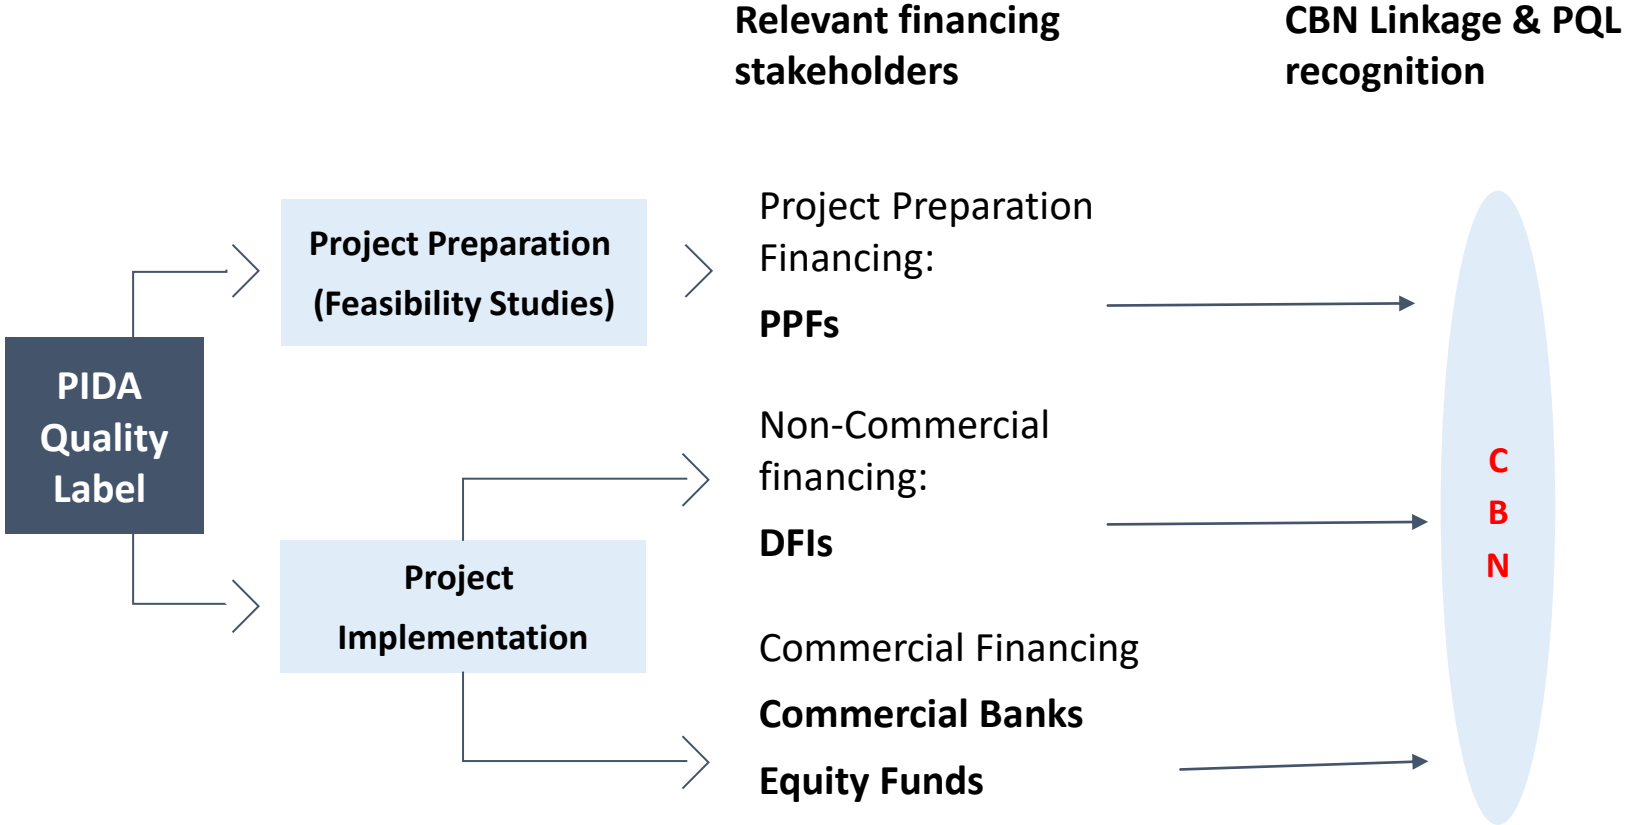 Relevant financing
stakeholders
CBN Linkage & PQL
recognition
PIDA
Quality
Label
Project Preparation
(Feasibility Studies)
Project
Implementation
Project Preparation
Financing:
PPFs
Non-Commercial
financing:
DFIs
Commercial Financing
Commercial Banks
Equity Funds
C
B
N